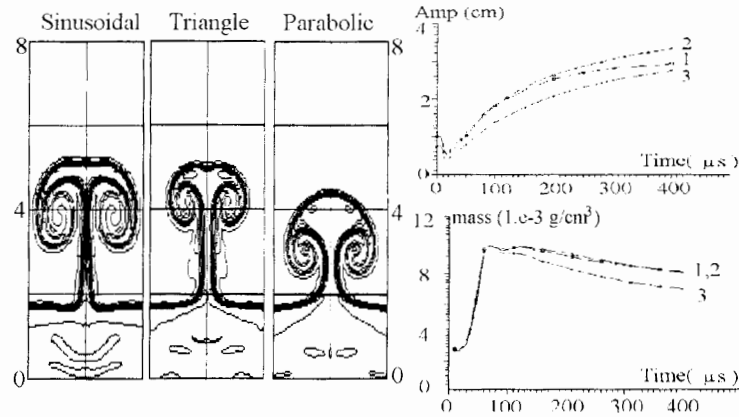 Sinusoidal Triangle Parabolic
8 8
4 4
0 0
Amp (cm)
4
2
0
2
1
3
Time( μs)
0 100 200 300 400
12 mass (1.e-3 g/cm³)
8
4
0
1,2
3
Time( μs)
0 100 200 300 400